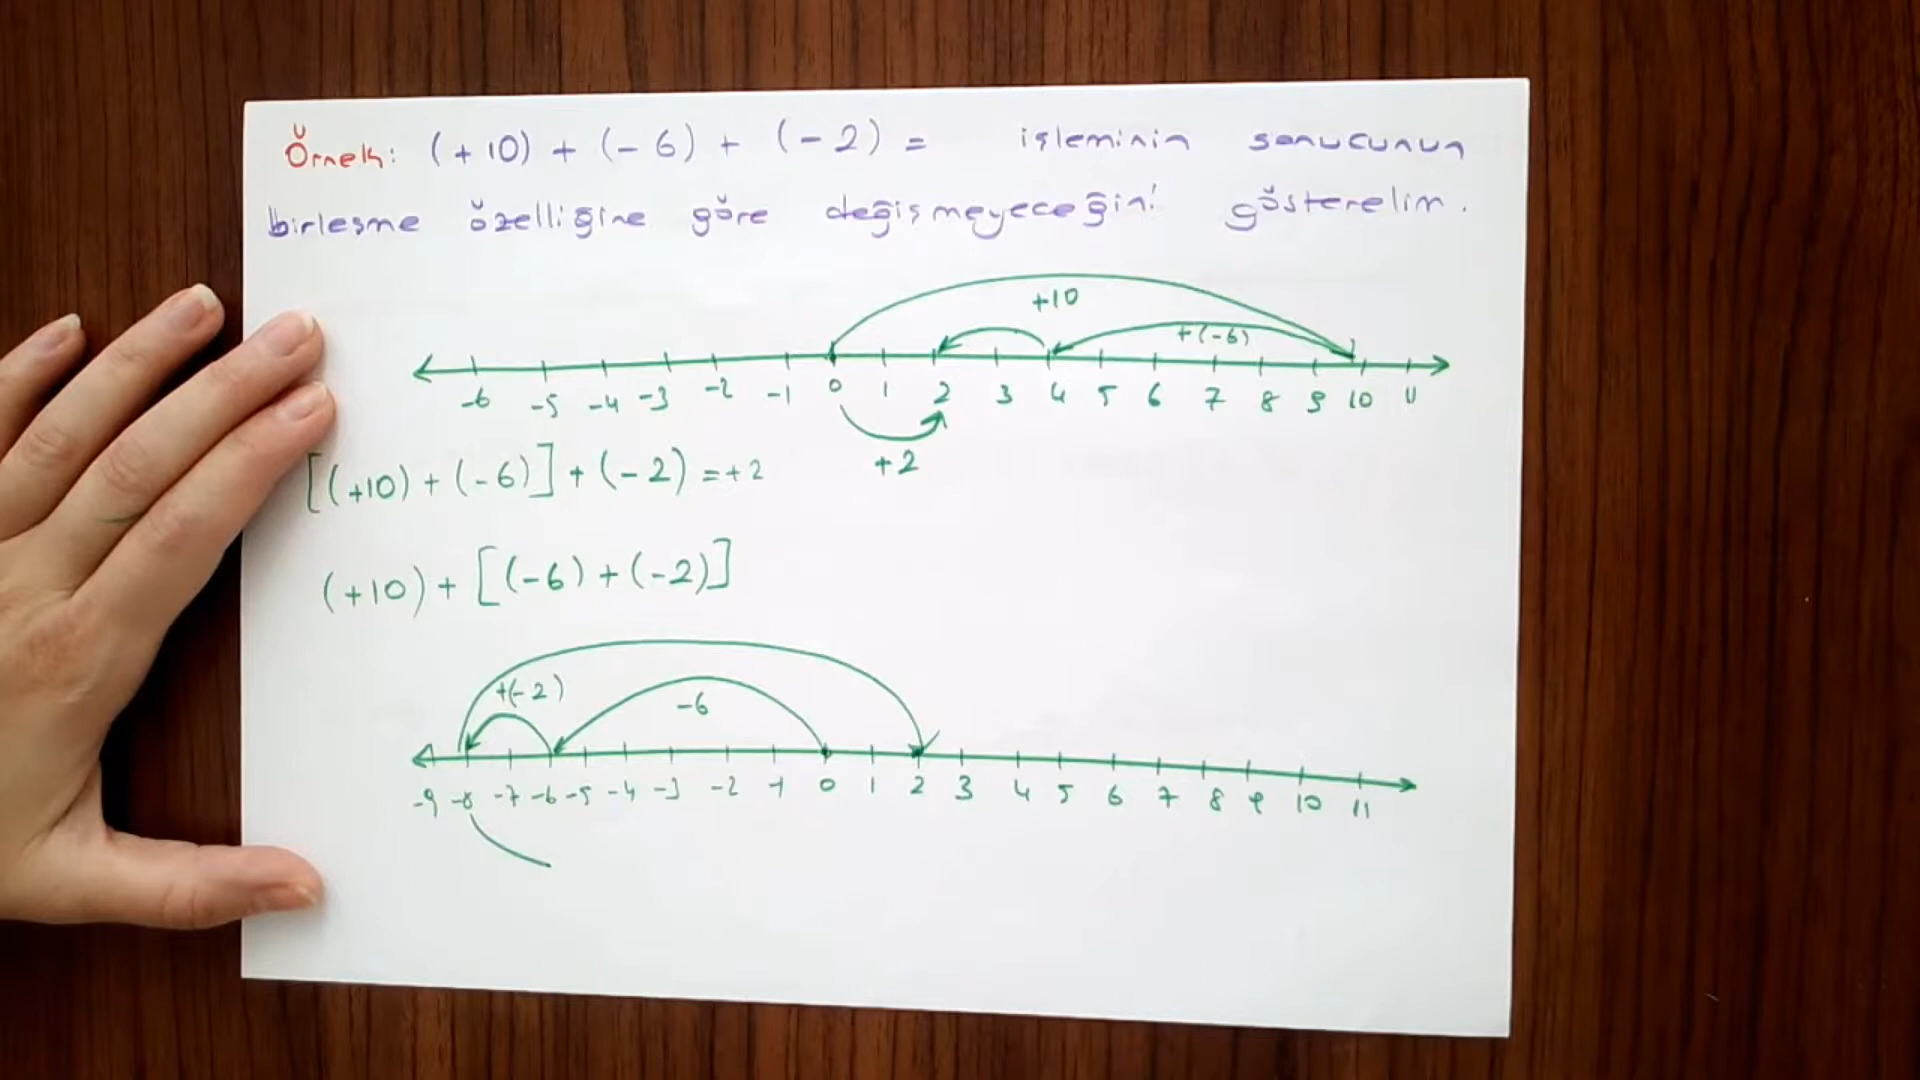 Örnek: (+10) + (-6) + (-2) = işleminin sonucunun
birleşme özelliğine göre değişmeyeceğini gösterelim.
+10
+(-6)
-6 -5 -4 -3 -2 -1 0 1 2 3 4 5 6 7 8 9 10 11
+2
[(+10) + (-6)] + (-2) = +2
(+10) + [(-6) + (-2)]
+(-2)
-6
-9 -8 -7 -6 -5 -4 -3 -2 -1 0 1 2 3 4 5 6 7 8 9 10 11